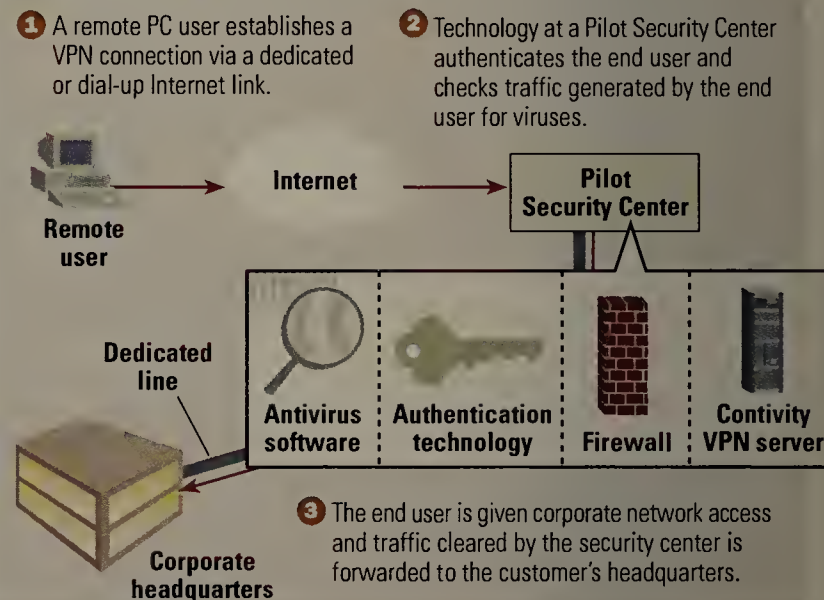 1 A remote PC user establishes a
VPN connection via a dedicated
or dial-up Internet link.
2 Technology at a Pilot Security Center
authenticates the end user and
checks traffic generated by the end
user for viruses.
Remote
user
Internet
Pilot
Security Center
Dedicated
line
Antivirus
software
Authentication
technology
Firewall
Contivity
VPN server
3 The end user is given corporate network access
and traffic cleared by the security center is
forwarded to the customer's headquarters.
Corporate
headquarters